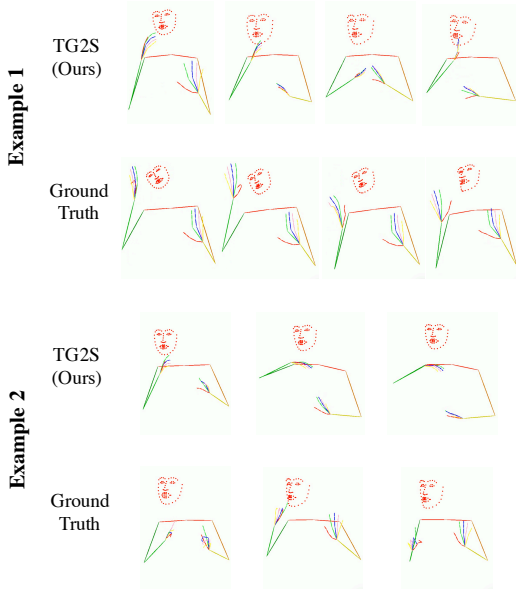 Example 1
TG2S
(Ours)
Ground
Truth
Example 2
TG2S
(Ours)
Ground
Truth